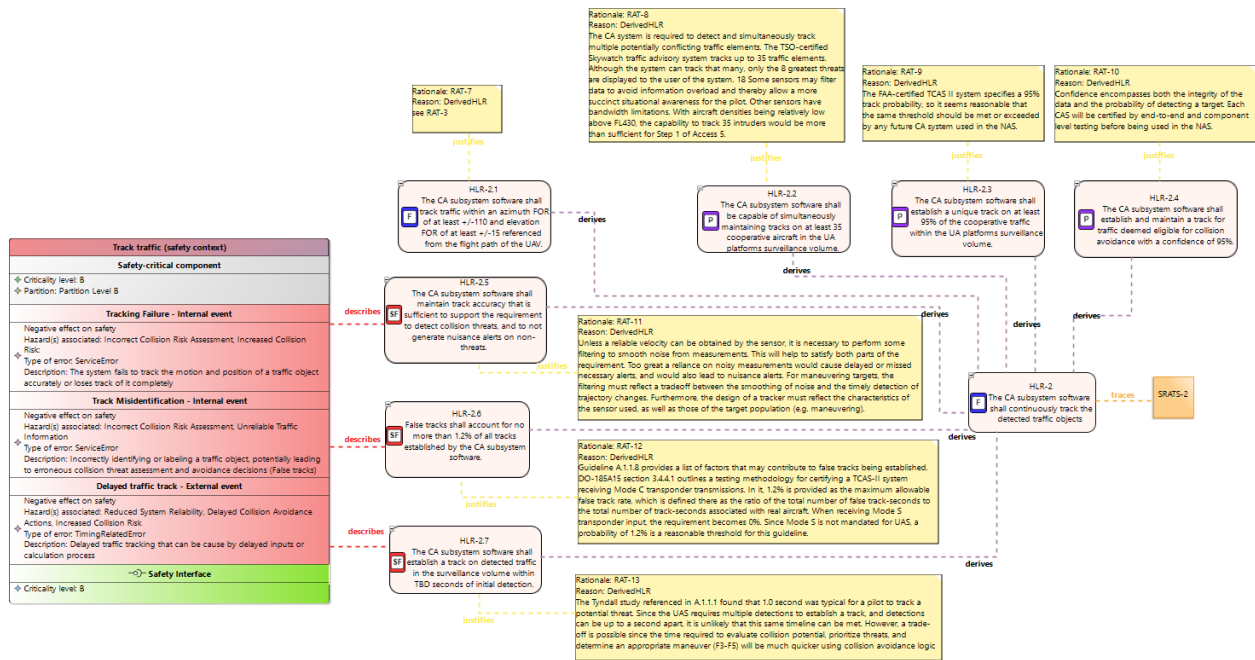 Rationale: RAT-8
Reason: DerivedHLR
The CA system is required to detect and simultaneously track
multiple potentially conflicting traffic elements. The TSO-certified
Skywatch traffic advisory system tracks up to 35 traffic elements.
Although the system can track that many, only the 8 greatest threats
are displayed to the user of the system. 18 Some sensors may filter
data to avoid information overload and thereby allow a more
succinct situational awareness for the pilot. Other sensors have
bandwidth limitations. With aircraft densities being relatively low
above FL430, the capability to track 35 intruders would be more
than sufficient for Step 1 of Access 5.
Rationale: RAT-9
Reason: DerivedHLR
The FAA-certified TCAS II system specifies a 95%
track probability, so it seems reasonable that
the same threshold should be met or exceeded
by any future CA system used in the NAS.
Rationale: RAT-10
Reason: DerivedHLR
Confidence encompasses both the integrity of the
data and the probability of detecting a target. Each
CAS will be certified by end-to-end and component
level testing before being used in the NAS.
Rationale: RAT-7
Reason: DerivedHLR
see RAT-3
justifies
justifies
justifies
justifies
HLR-2.1
The CA subsystem software shall
track traffic within an azimuth FOR
of at least +/-110 and elevation
FOR of at least +/-15 referenced
from the flight path of the UAV.
F
HLR-2.2
The CA subsystem software shall
be capable of simultaneously
maintaining tracks on at least 35
cooperative aircraft in the UA
platforms surveillance volume.
P
HLR-2.3
The CA subsystem software shall
establish a unique track on at least
95% of the cooperative traffic
within the UA platforms surveillance
volume.
P
HLR-2.4
The CA subsystem software shall
establish and maintain a track for
traffic deemed eligible for collision
avoidance with a confidence of 95%.
P
derives
derives
derives
derives
Track traffic (safety context)
Safety-critical component
Criticality level: B
Partition: Partition Level B
Tracking Failure - Internal event
Negative effect on safety
Hazard(s) associated: Incorrect Collision Risk Assessment, Increased Collision
Risk:
Type of error: ServiceError
Description: The system fails to track the motion and position of a traffic object
accurately or loses track of it completely
Track Misidentification - Internal event
Negative effect on safety
Hazard(s) associated: Incorrect Collision Risk Assessment, Unreliable Traffic
Information
Type of error: ServiceError
Description: Incorrectly identifying or labeling a traffic object, potentially leading
to erroneous collision threat assessment and avoidance decisions (False tracks)
Delayed traffic track - External event
Negative effect on safety
Hazard(s) associated: Reduced System Reliability, Delayed Collision Avoidance
Actions, Increased Collision Risk
Type of error: TimingRelatedError
Description: Delayed traffic tracking that can be cause by delayed inputs or
calculation process
Safety Interface
Criticality level: B
describes
describes
describes
HLR-2.5
The CA subsystem software shall
maintain track accuracy that is
sufficient to support the requirement
to detect collision threats, and to not
generate nuisance alerts on non-
threats.
SF
derives
justifies
Rationale: RAT-11
Reason: DerivedHLR
Unless a reliable velocity can be obtained by the sensor, it is necessary to perform some
filtering to smooth noise from measurements. This will help to satisfy both parts of the
requirement. Too great a reliance on noisy measurements would cause delayed or missed
necessary alerts, and would also lead to nuisance alerts. For maneuvering targets, the
filtering must reflect a tradeoff between the smoothing of noise and the timely detection of
trajectory changes. Furthermore, the design of a tracker must reflect the characteristics of
the sensor used, as well as those of the target population (e.g. maneuvering).
HLR-2
The CA subsystem software
shall continuously track the
detected traffic objects
F
traces
SRATS-2
HLR-2.6
False tracks shall account for no
more than 1.2% of all tracks
established by the CA subsystem
software.
SF
derives
justifies
Rationale: RAT-12
Reason: DerivedHLR
Guideline A.1.1.8 provides a list of factors that may contribute to false tracks being established.
DO-185A15 section 3.4.4.1 outlines a testing methodology for certifying a TCAS-II system
receiving Mode C transponder transmissions. In it, 1.2% is provided as the maximum allowable
false track rate, which is defined there as the ratio of the total number of false track-seconds to
the total number of track-seconds associated with real aircraft. When receiving Mode S
transponder input, the requirement becomes 0%. Since Mode S is not mandated for UAS, a
probability of 1.2% is a reasonable threshold for this guideline.
HLR-2.7
The CA subsystem software shall
establish a track on detected traffic
in the surveillance volume within
TBD seconds of initial detection.
SF
derives
justifies
Rationale: RAT-13
Reason: DerivedHLR
The Tyndall study referenced in A.1.1.1 found that 1.0 second was typical for a pilot to track a
potential threat. Since the UAS requires multiple detections to establish a track, and detections
can be up to a second apart, it is unlikely that this same timeline can be met. However, a trade-
off is possible since the time required to evaluate collision potential, prioritize threats, and
determine an appropriate maneuver (F3-F5) will be much quicker using collision avoidance logic